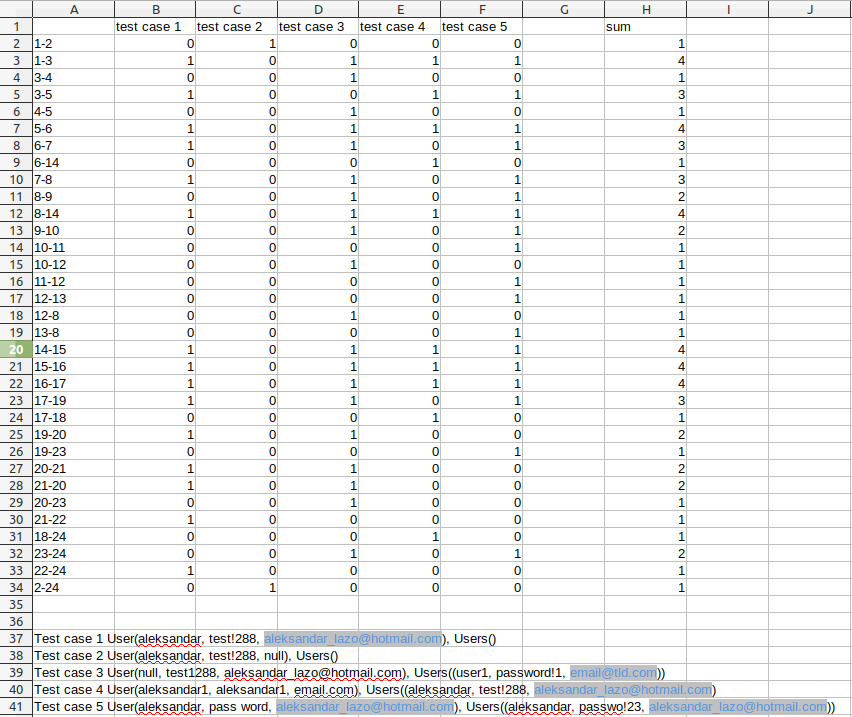 A B C D E F G H I J
1 test case 1 test case 2 test case 3 test case 4 test case 5 sum
2 1-2 0 1 0 0 0 1
3 1-3 1 0 1 1 1 4
4 3-4 0 0 1 0 0 1
5 3-5 1 0 0 1 1 3
6 4-5 0 0 1 0 0 1
7 5-6 1 0 1 1 1 4
8 6-7 1 0 1 0 1 3
9 6-14 0 0 0 1 0 1
10 7-8 1 0 1 0 1 3
11 8-9 0 0 1 0 1 2
12 8-14 1 0 1 1 1 4
13 9-10 0 0 1 0 1 2
14 10-11 0 0 0 0 1 1
15 10-12 0 0 1 0 0 1
16 11-12 0 0 0 0 1 1
17 12-13 0 0 0 0 1 1
18 12-8 0 0 1 0 0 1
19 13-8 0 0 0 0 1 1
20 14-15 1 0 1 1 1 4
21 15-16 1 0 1 1 1 4
22 16-17 1 0 1 1 1 4
23 17-19 1 0 1 0 1 3
24 17-18 0 0 0 1 0 1
25 19-20 1 0 1 0 0 2
26 19-23 0 0 0 0 1 1
27 20-21 1 0 1 0 0 2
28 21-20 1 0 1 0 0 2
29 20-23 0 0 1 0 0 1
30 21-22 1 0 0 0 0 1
31 18-24 0 0 0 1 0 1
32 23-24 0 0 1 0 1 2
33 22-24 1 0 0 0 0 1
34 2-24 0 1 0 0 0 1
35
36
37 Test case 1 User(aleksandar, test!288, aleksandar_lazo@hotmail.com), Users()
38 Test case 2 User(aleksandar, test!288, null), Users()
39 Test case 3 User(null, test1288, aleksandar_lazo@hotmail.com), Users((user1, password!1, email@tld.com))
40 Test case 4 User(aleksandar1, aleksandar1, email.com), Users((aleksandar, test!288, aleksandar_lazo@hotmail.com)
41 Test case 5 User(aleksandar, pass word, aleksandar_lazo@hotmail.com), Users((aleksandar, passwo!23, aleksandar_lazo@hotmail.com))